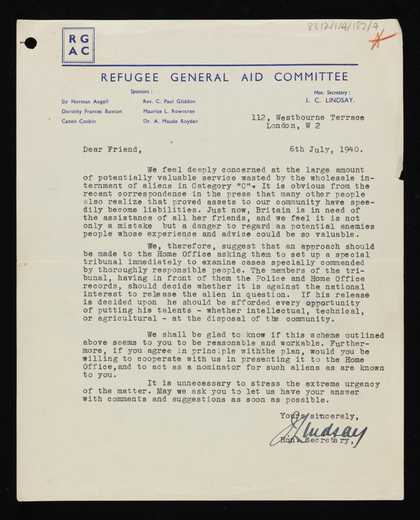 RG
AC
REFUGEE GENERAL AID COMMITTEE
Sponsors :
Hon. Secretary :
Sir Norman Angell
Rev. C. Paul Gliddon
I. C. LINDSAY.
Dorothy Frances Buxton
Maurice L. Rowntree
Canon Cockin
Dr. A. Maude Royden
112, Westbourne Terrace
London, W 2
Dear Friend,
6th July, 1940.
We feel deeply concerned at the large amount
of potentially valuable service wasted by the wholesale in-
ternment of aliens in Category "C". It is obvious from the
recent correspondence in the press that many other people
also realize that proved assets to our community have spee-
dily become liabilities. Just now, Britain is in need of
the assistance of all her friends, and we feel it is not
only a mistake but a danger to regard as potential enemies
people whose experience and advice could be so valuable.
We, therefore, suggest that an approach should
be made to the Home Office asking them to set up a special
tribunal immediately to examine cases specially commended
by thoroughly responsible people. The members of the tri-
bunal, having in front of them the Police and Home Office
records, should decide whether it is against the national
interest to release the alien in question. If his release
is decided upon he should be afforded every opportunity
of putting his talents - whether intellectual, technical,
or agricultural - at the disposal of the community.
We shall be glad to know if this scheme outlined
above seems to you to be reasonable and workable. Further-
more, if you agree in principle withthe plan, would you be
willing to cooperate with us in presenting it to the Home
Office,and to act as a nominator for such aliens as are known
to you.
It is unnecessary to stress the extreme urgency
of the matter. May we ask you to let us have your answer
with comments and suggestions as soon as possible.
Yours sincerely,
Lindsay
Hon. Secretary.